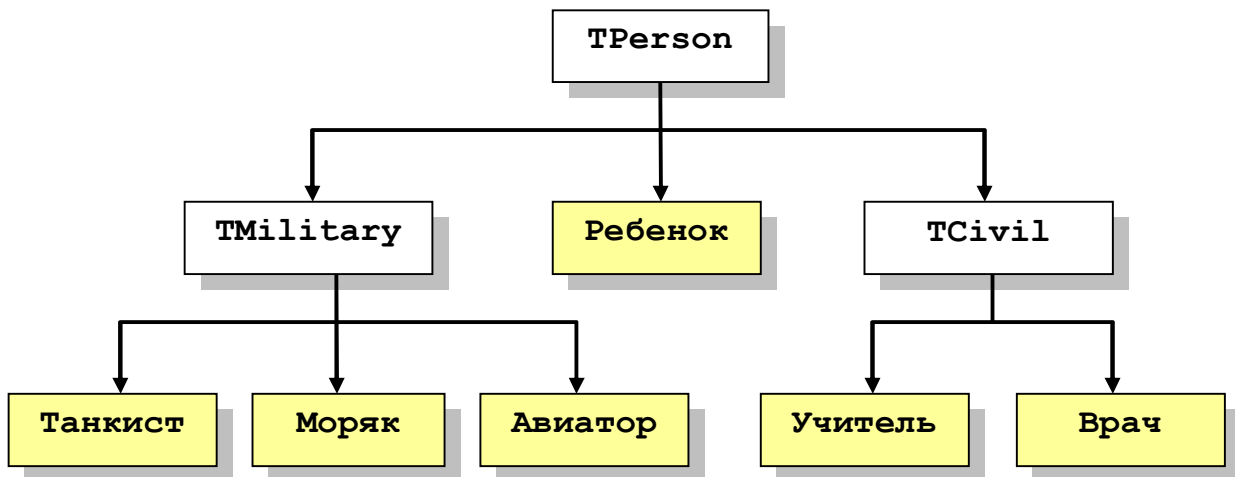 TPerson
TMilitary
Ребенок
TCivil
Танкист
Моряк
Авиатор
Учитель
Врач